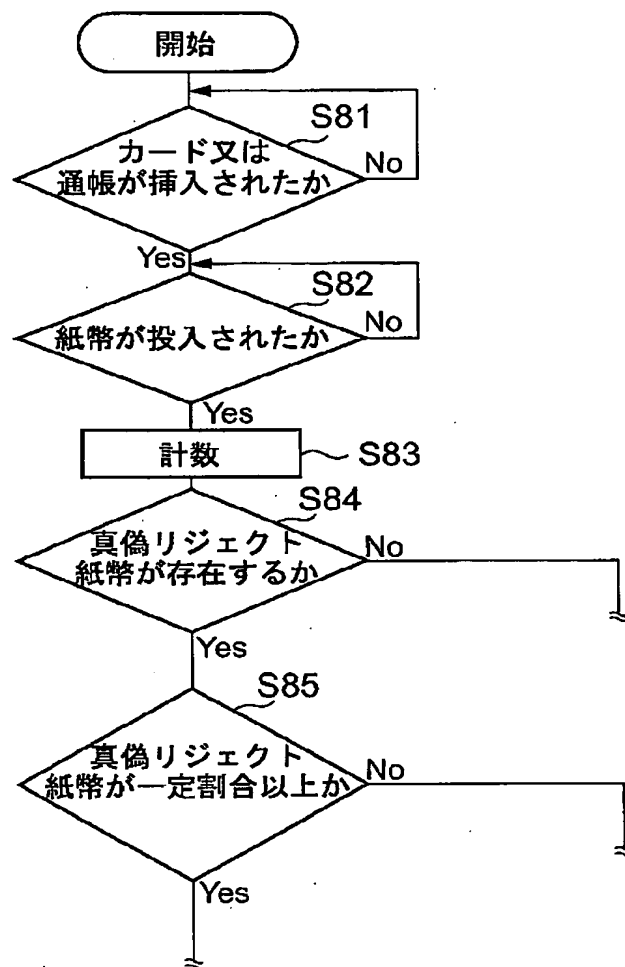 開始
S81
カード又は
通帳が挿入されたか
No
Yes
S82
紙幣が投入されたか
No
Yes
計数
S83
S84
真偽リジェクト
紙幣が存在するか
No
Yes
S85
真偽リジェクト
紙幣が一定割合以上か
No
Yes